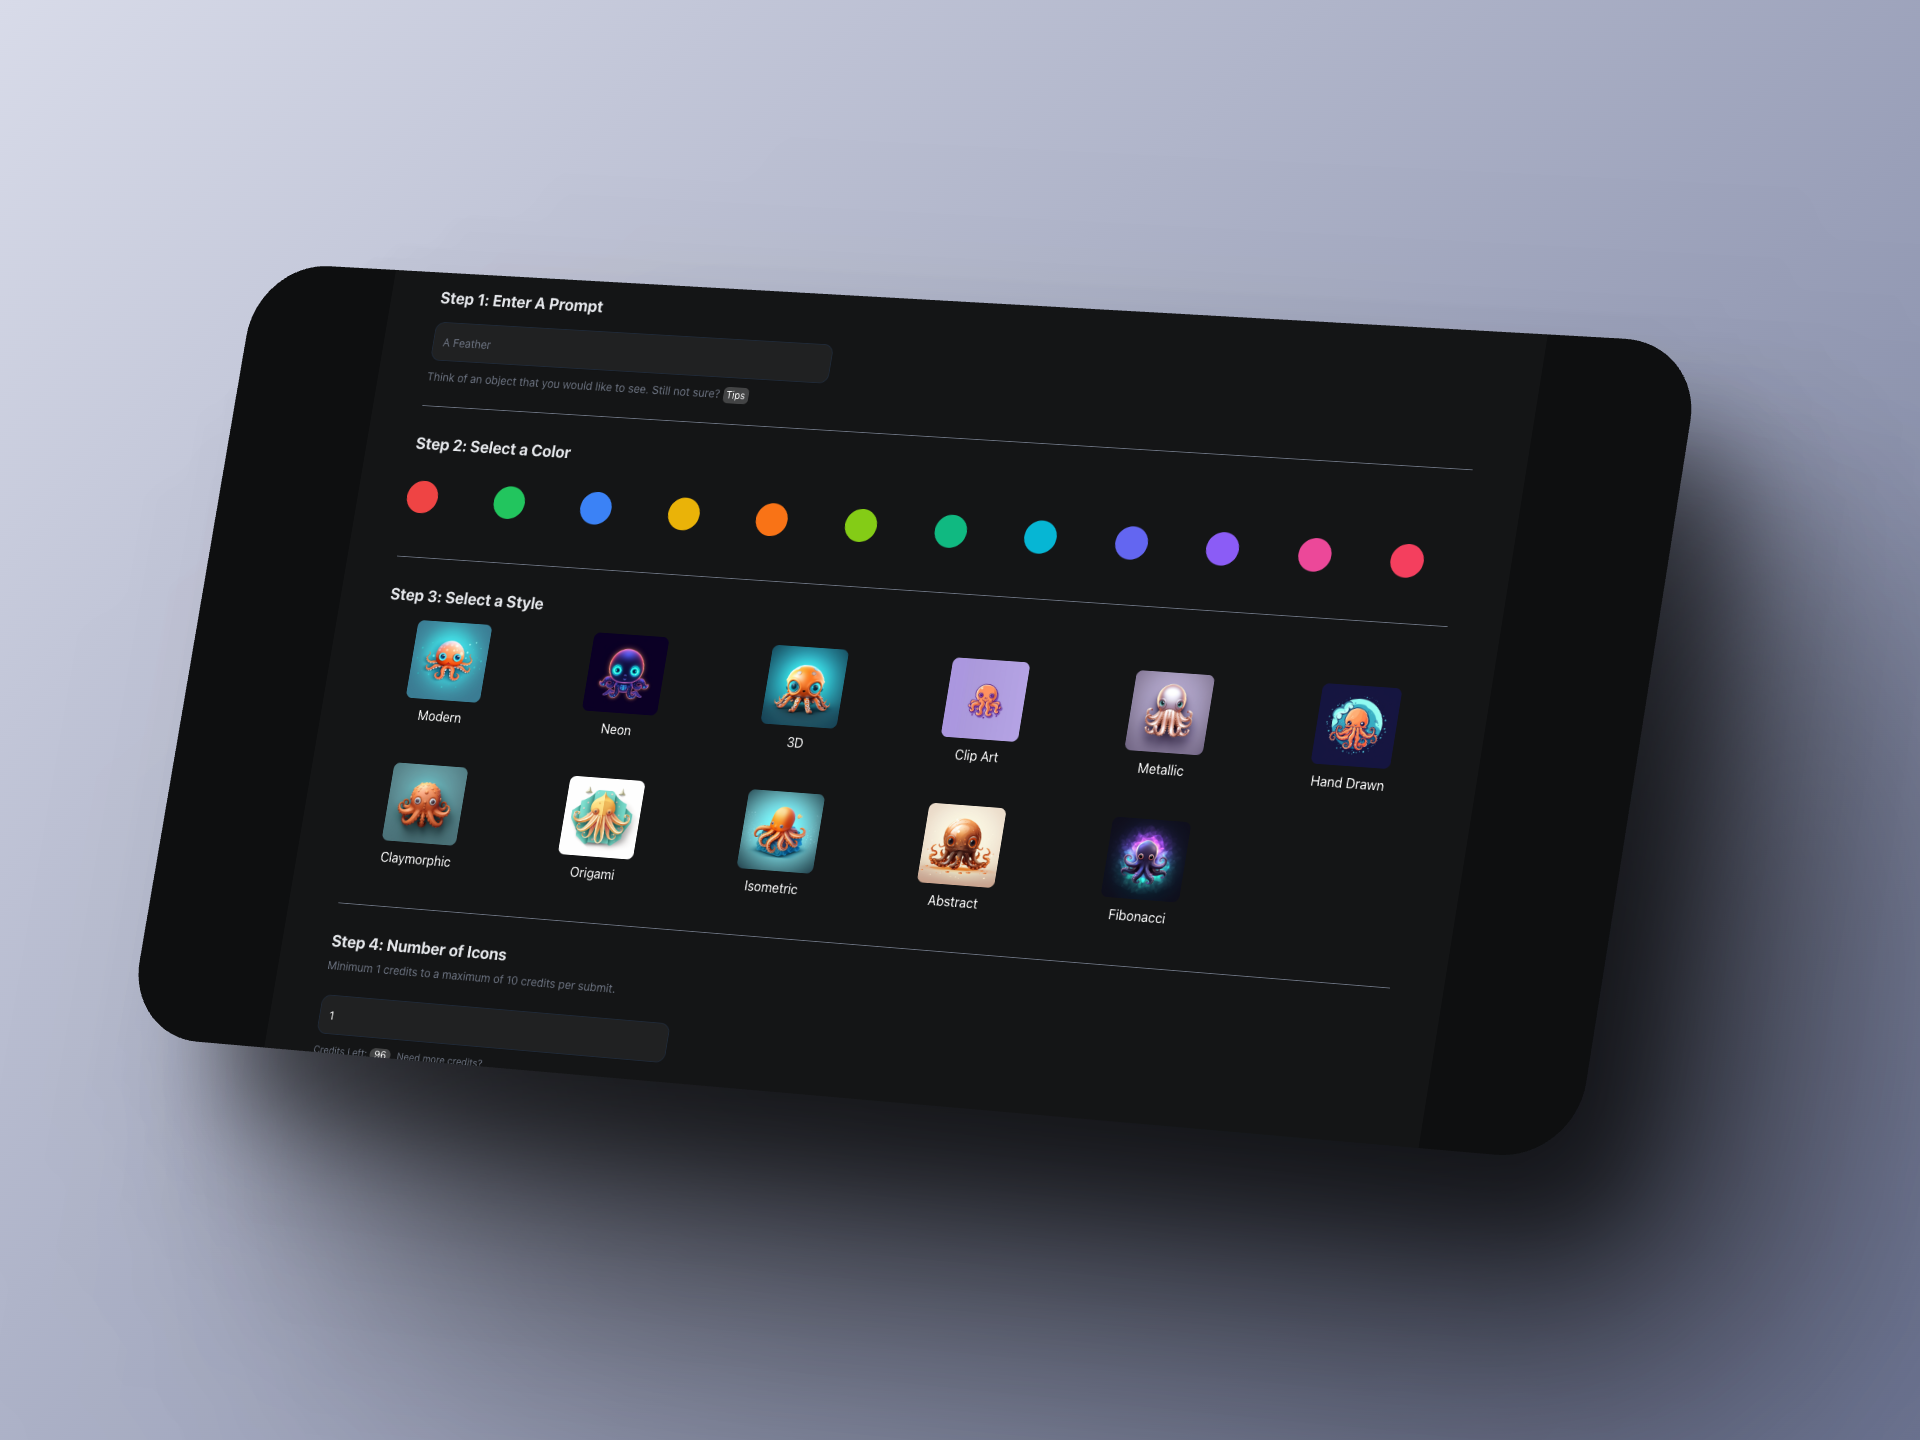 Step 1: Enter A Prompt
A Feather
Think of an object that you would like to see. Still not sure? Tips
Step 2: Select a Color
Step 3: Select a Style
Modern
Neon
3D
Clip Art
Metallic
Hand Drawn
Claymorphic
Origami
Isometric
Abstract
Fibonacci
Step 4: Number of Icons
Minimum 1 credits to a maximum of 10 credits per submit.
1
Credits Left: 96 Need more credits?